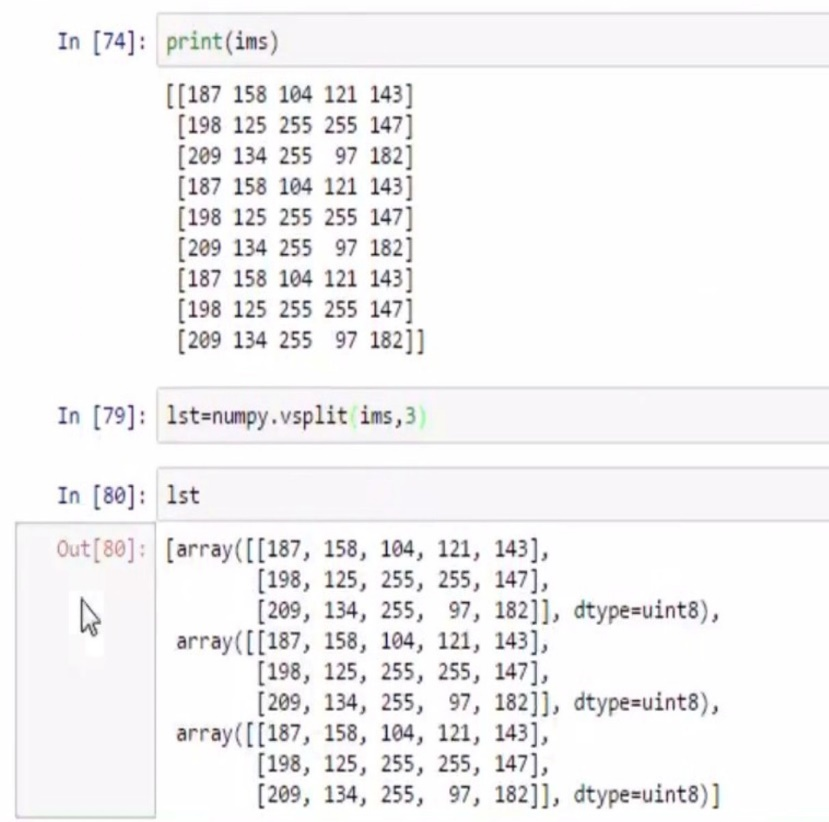 In [74]: print(ims)
[[187 158 104 121 143]
[198 125 255 255 147]
[209 134 255  97 182]
[187 158 104 121 143]
[198 125 255 255 147]
[209 134 255  97 182]
[187 158 104 121 143]
[198 125 255 255 147]
[209 134 255  97 182]]
In [79]: lst=numpy.vsplit(ims,3)
In [80]: lst
Out[80]: [array([[187, 158, 104, 121, 143],
[198, 125, 255, 255, 147],
[209, 134, 255,  97, 182]], dtype=uint8),
array([[187, 158, 104, 121, 143],
[198, 125, 255, 255, 147],
[209, 134, 255,  97, 182]], dtype=uint8),
array([[187, 158, 104, 121, 143],
[198, 125, 255, 255, 147],
[209, 134, 255,  97, 182]], dtype=uint8)]